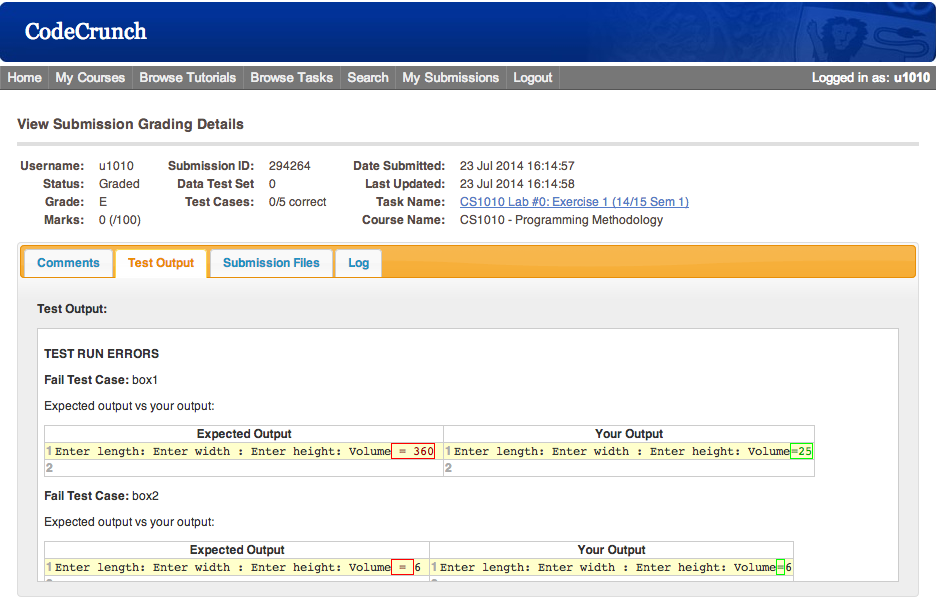 CodeCrunch
Home My Courses Browse Tutorials Browse Tasks Search My Submissions Logout Logged in as: u1010
View Submission Grading Details
Username: u1010 Submission ID: 294264 Date Submitted: 23 Jul 2014 16:14:57
Status: Graded Data Test Set 0 Last Updated: 23 Jul 2014 16:14:58
Grade: E Test Cases: 0/5 correct Task Name: CS1010 Lab #0: Exercise 1 (14/15 Sem 1)
Marks: 0 (/100) Course Name: CS1010 - Programming Methodology
Comments Test Output Submission Files Log
Test Output:
TEST RUN ERRORS
Fail Test Case: box1
Expected output vs your output:
Expected Output Your Output
1 Enter length: Enter width : Enter height: Volume = 360 1 Enter length: Enter width : Enter height: Volume=25
2 2
Fail Test Case: box2
Expected output vs your output:
Expected Output Your Output
1 Enter length: Enter width : Enter height: Volume = 6 1 Enter length: Enter width : Enter height: Volume=6